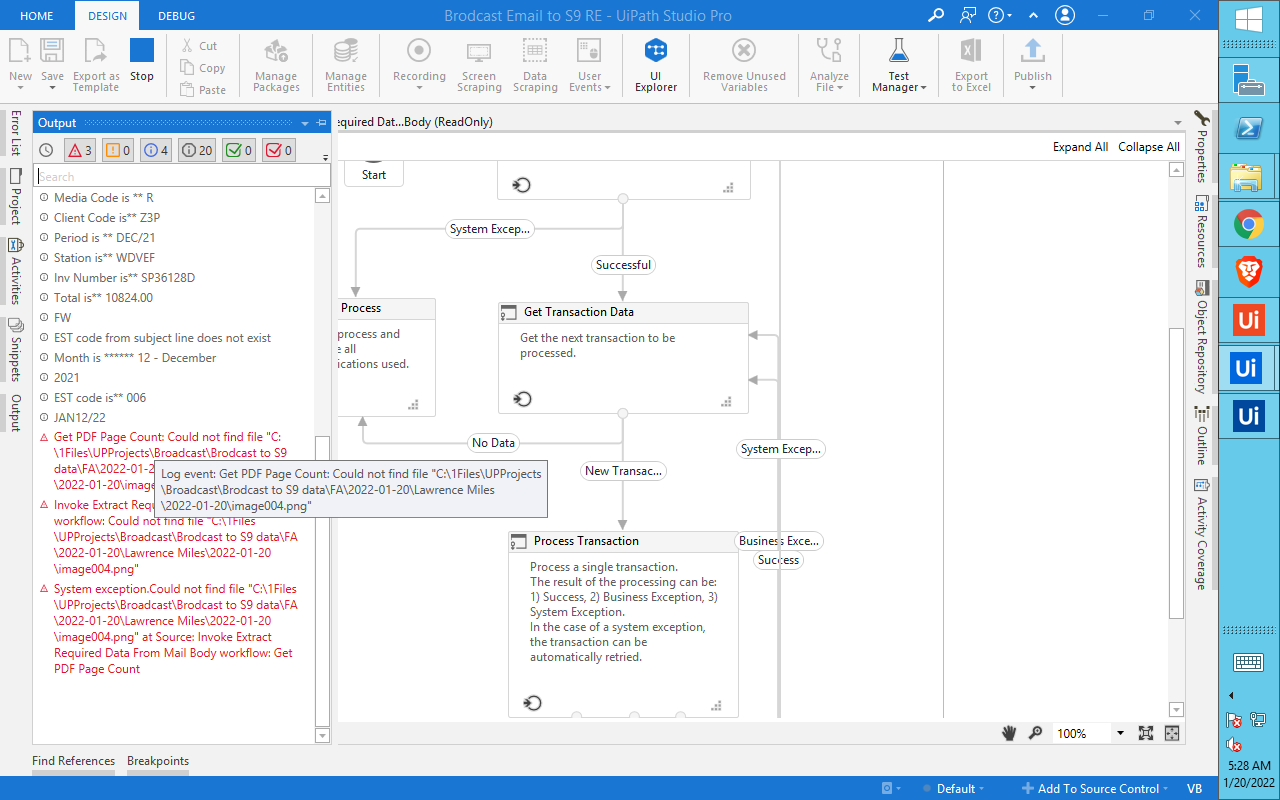 HOME DESIGN DEBUG Brodcast Email to S9 RE - UiPath Studio Pro
New Save Export as Template Stop Cut Copy Paste Manage Packages Manage Entities Recording Screen Scraping Data Scraping User Events UI Explorer Remove Unused Variables Analyze File Test Manager Export to Excel Publish
Error List
Project
Activities
Snippets
Output
Output
3 0 4 20 0 0
Search
Media Code is ** R
Client Code is** Z3P
Period is ** DEC/21
Station is** WDVEF
Inv Number is** SP36128D
Total is** 10824.00
FW
EST code from subject line does not exist
Month is ****** 12 - December
2021
EST code is** 006
JAN12/22
Get PDF Page Count: Could not find file "C:
\1Files\UPProjects\Broadcast\Brodcast to S9
data\FA\2022-01-20\
\2022-01-20\imag
Invoke Extract Requ
workflow: Could not find file "C:\1Files
\UPProjects\Broadcast\Brodcast to S9 data\FA
\2022-01-20\Lawrence Miles\2022-01-20
\image004.png"
System exception.Could not find file "C:\1Files
\UPProjects\Broadcast\Brodcast to S9 data\FA
\2022-01-20\Lawrence Miles\2022-01-20
\image004.png" at Source: Invoke Extract
Required Data From Mail Body workflow: Get
PDF Page Count
Log event: Get PDF Page Count: Could not find file "C:\1Files\UPProjects
\Broadcast\Brodcast to S9 data\FA\2022-01-20\Lawrence Miles
\2022-01-20\image004.png"
equired Dat...Body (ReadOnly)
Expand All Collapse All
Start
System Excep...
Successful
Process
process and
e all
ications used.
Get Transaction Data
Get the next transaction to be
processed.
No Data
System Excep...
New Transac...
Process Transaction
Business Exce...
Success
Process a single transaction.
The result of the processing can be:
1) Success, 2) Business Exception, 3)
System Exception.
In the case of a system exception,
the transaction can be
automatically retried.
100%
Properties
Resources
Object Repository
Outline
Activity Coverage
Find References Breakpoints
Default Add To Source Control VB
Ui
Ui
Ui
5:28 AM
1/20/2022